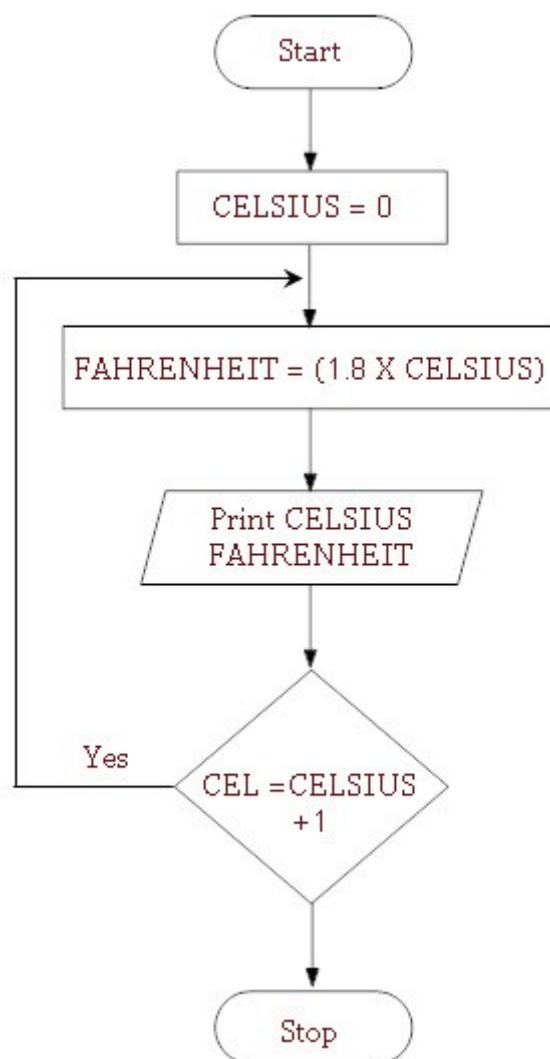 Start
CELSIUS = 0
FAHRENHEIT = (1.8 X CELSIUS)
Print CELSIUS
FAHRENHEIT
Yes
CEL =CELSIUS
+1
Stop